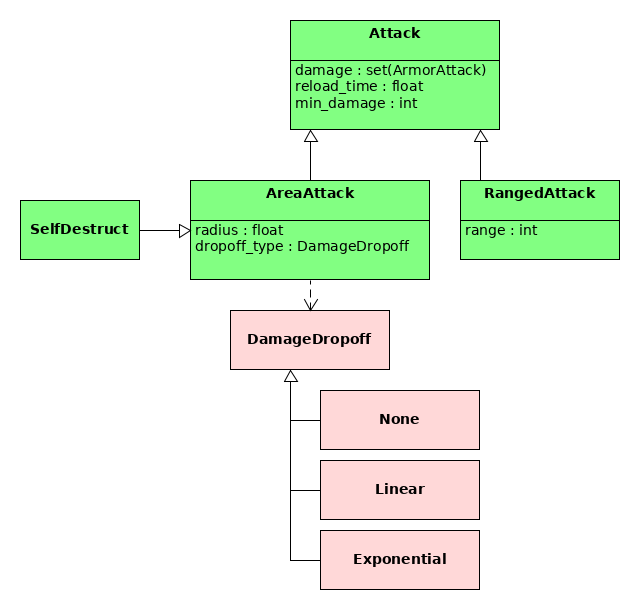 Attack
damage : set(ArmorAttack)
reload_time : float
min_damage : int
AreaAttack
radius : float
dropoff_type : DamageDropoff
RangedAttack
range : int
SelfDestruct
DamageDropoff
None
Linear
Exponential